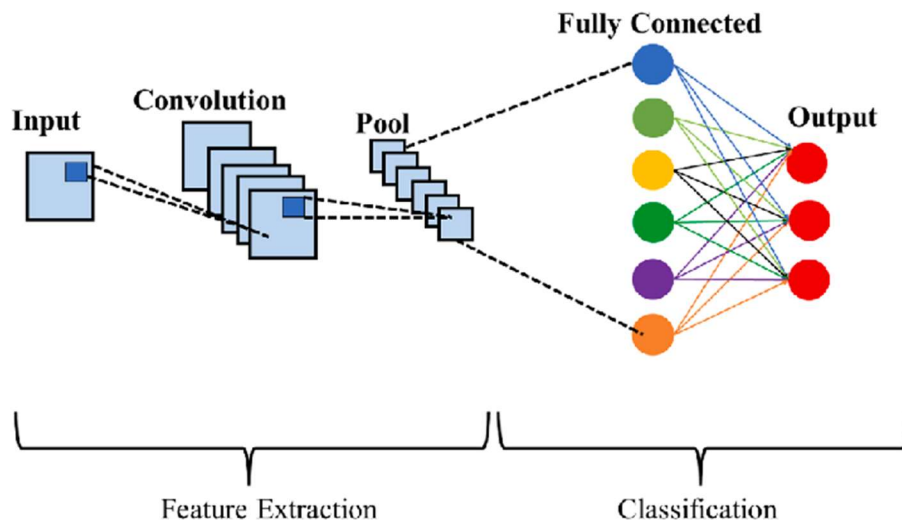 Fully Connected
Convolution
Input
Pool
Output
Feature Extraction
Classification